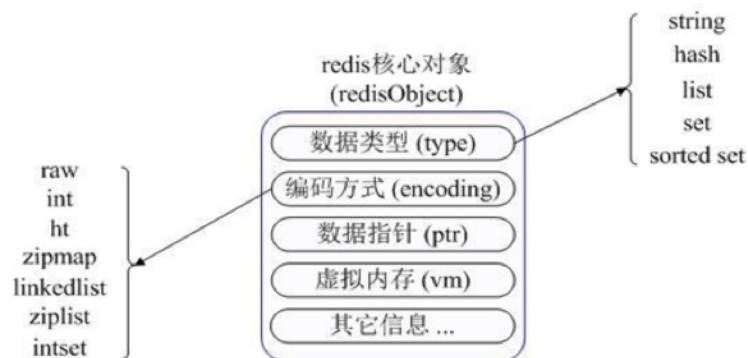 redis核心对象
(redisObject)
数据类型 (type)
编码方式 (encoding)
数据指针 (ptr)
虚拟内存 (vm)
其它信息 ...
string
hash
list
set
sorted set
raw
int
ht
zipmap
linkedlist
ziplist
intset